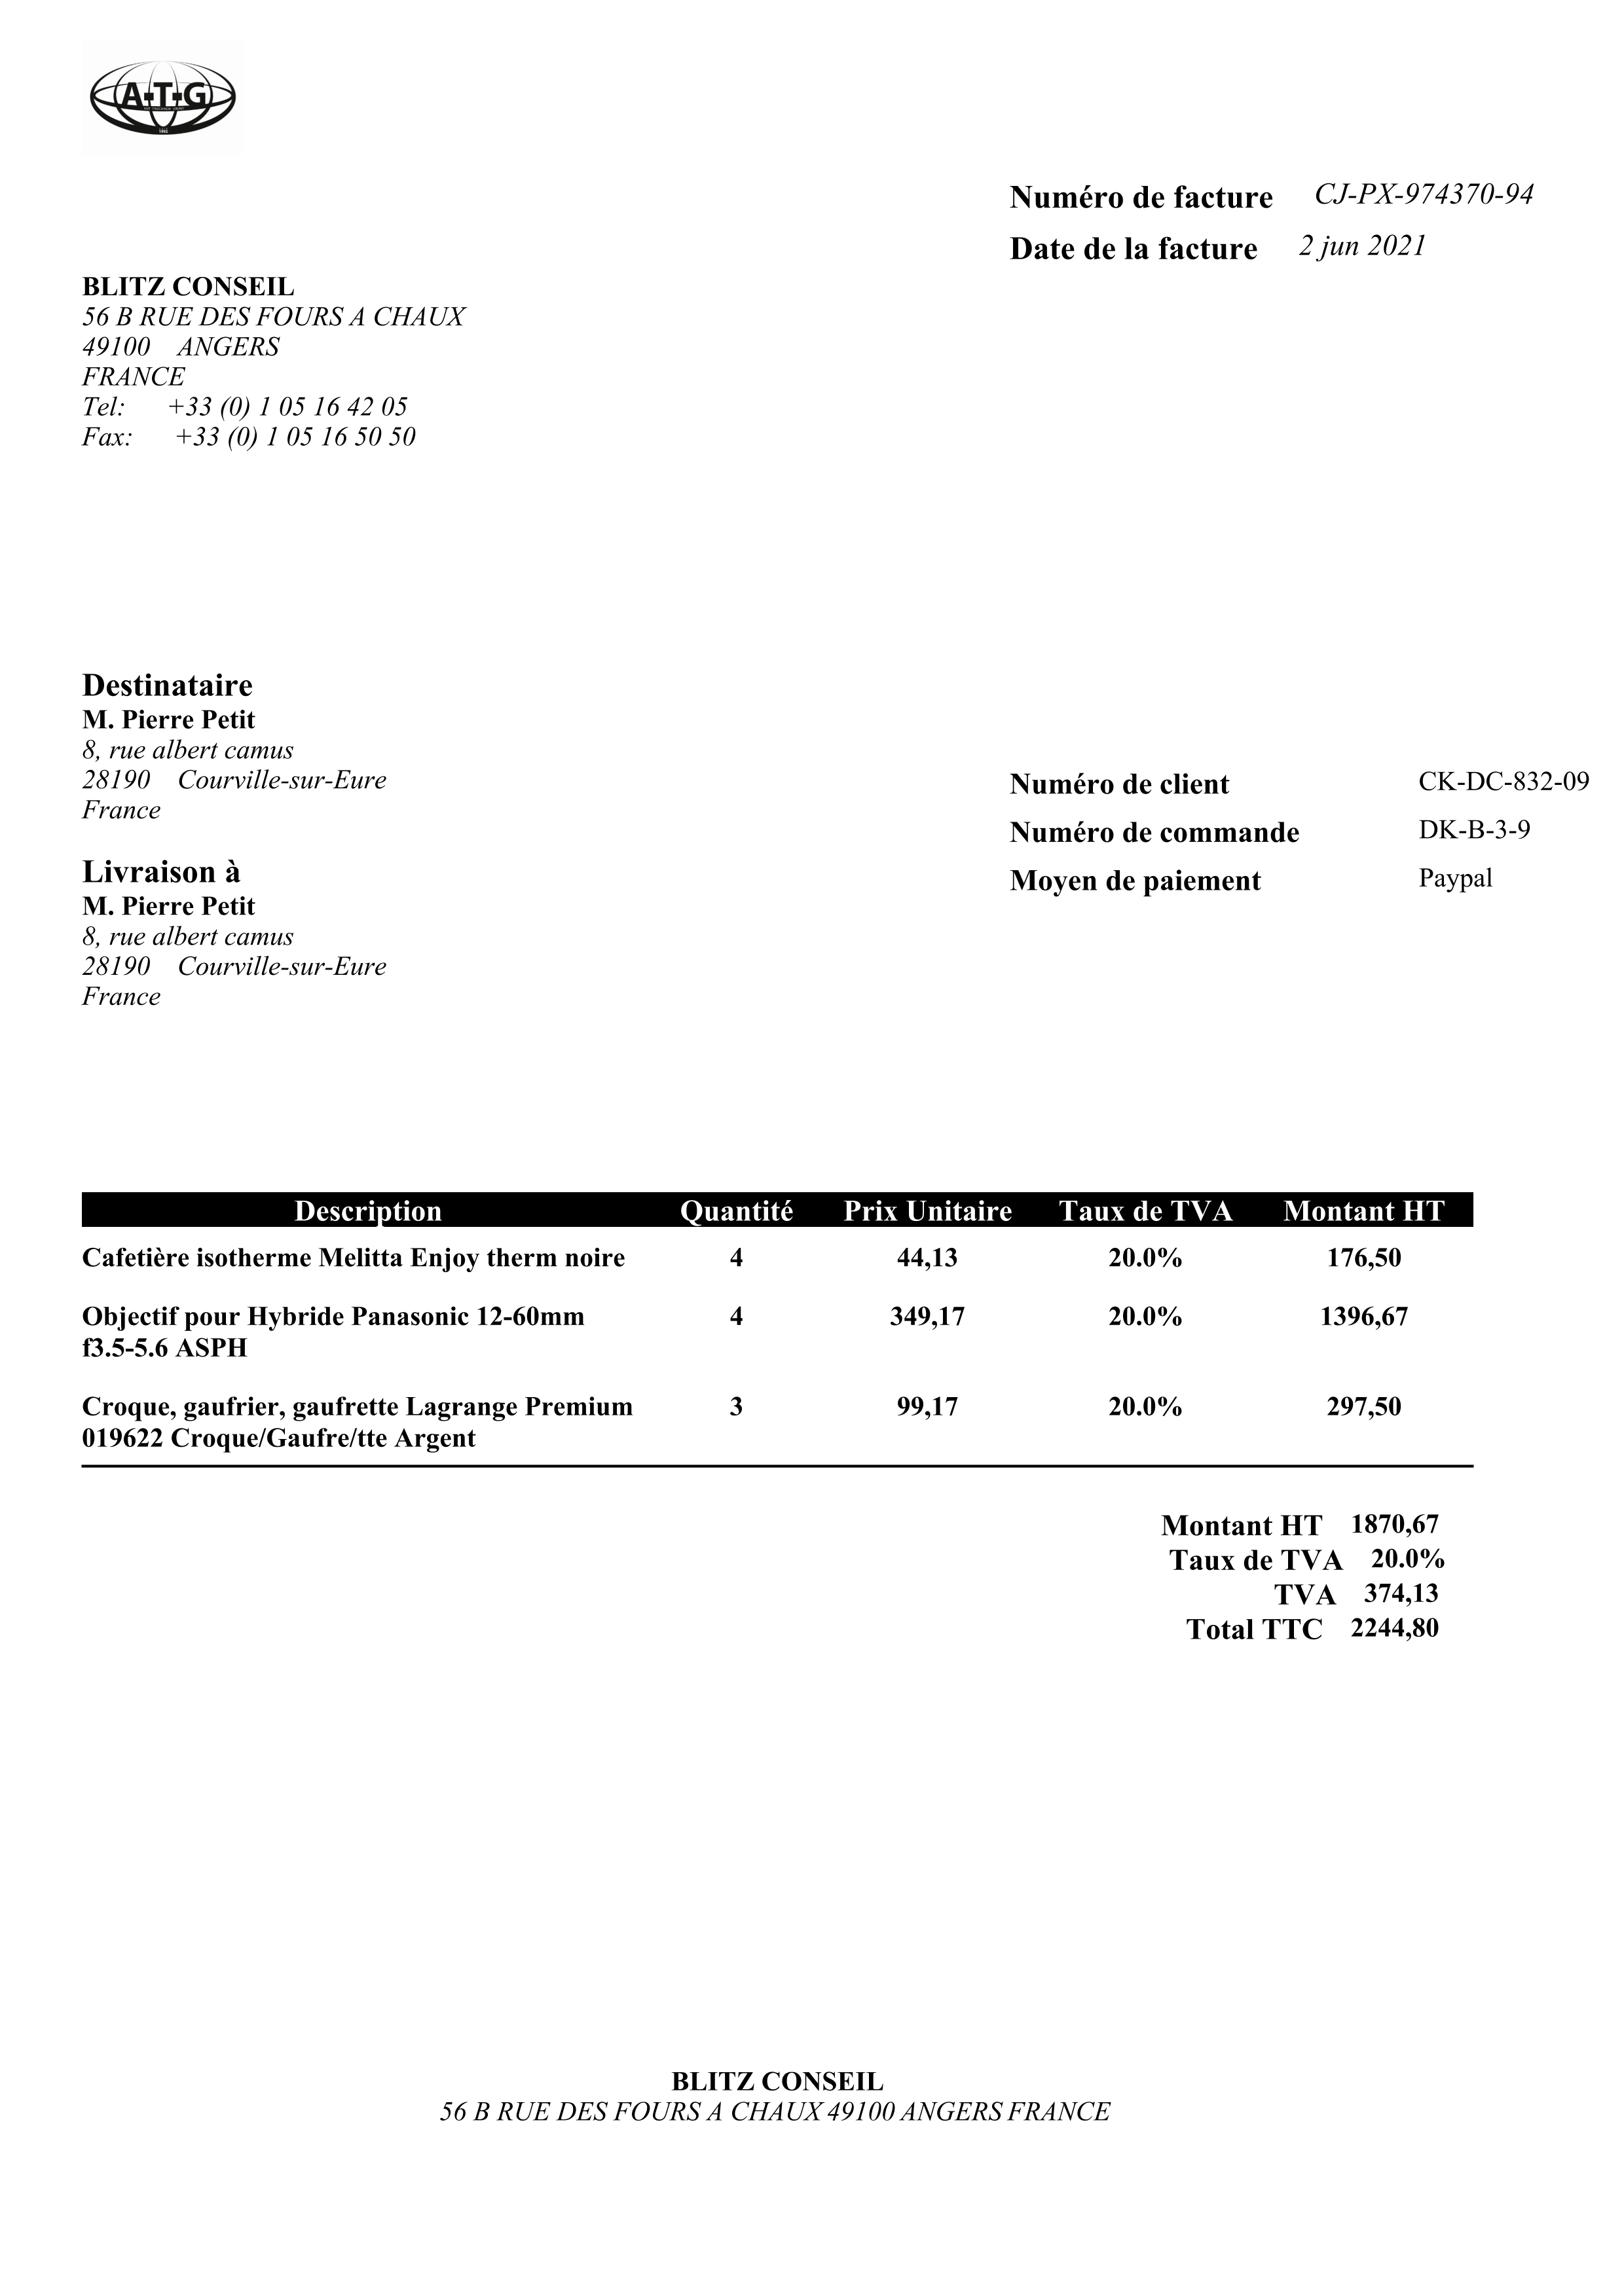 A-T-G
Numéro de facture CJ-PX-974370-94
Date de la facture 2 jun 2021
BLITZ CONSEIL
56 B RUE DES FOURS A CHAUX
49100 ANGERS
FRANCE
Tel: +33 (0) 1 05 16 42 05
Fax: +33 (0) 1 05 16 50 50
Destinataire
M. Pierre Petit
8, rue albert camus
28190 Courville-sur-Eure
France
Numéro de client CK-DC-832-09
Numéro de commande DK-B-3-9
Moyen de paiement Paypal
Livraison à
M. Pierre Petit
8, rue albert camus
28190 Courville-sur-Eure
France
Description Quantité Prix Unitaire Taux de TVA Montant HT
Cafetière isotherme Melitta Enjoy therm noire 4 44,13 20.0% 176,50
Objectif pour Hybride Panasonic 12-60mm 4 349,17 20.0% 1396,67
f3.5-5.6 ASPH
Croque, gaufrier, gaufrette Lagrange Premium 3 99,17 20.0% 297,50
019622 Croque/Gaufre/tte Argent
Montant HT 1870,67
Taux de TVA 20.0%
TVA 374,13
Total TTC 2244,80
BLITZ CONSEIL
56 B RUE DES FOURS A CHAUX 49100 ANGERS FRANCE